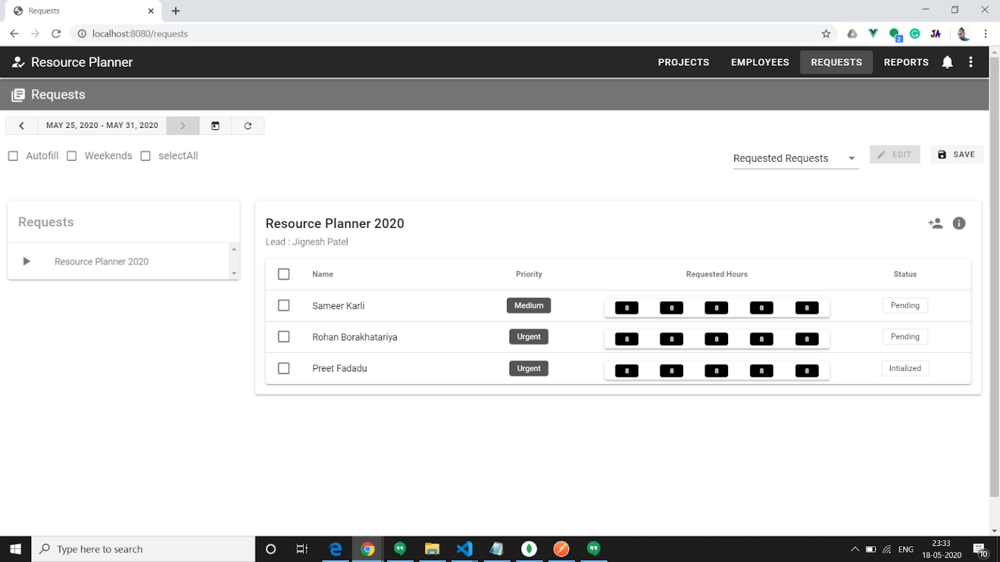 Requests
localhost:8080/requests
2
Resource Planner
PROJECTS EMPLOYEES REQUESTS REPORTS
Requests
MAY 25, 2020 - MAY 31, 2020
Autofill Weekends selectAll
Requested Requests EDIT SAVE
Requests
Resource Planner 2020
Resource Planner 2020
Lead : Jignesh Patel
Name Priority Requested Hours Status
Sameer Karli Medium 8 8 8 8 8 Pending
Rohan Borakhatariya Urgent 8 8 8 8 8 Pending
Preet Fadadu Urgent 8 8 8 8 8 Intialized
Type here to search
ENG
23:33
18-05-2020
10